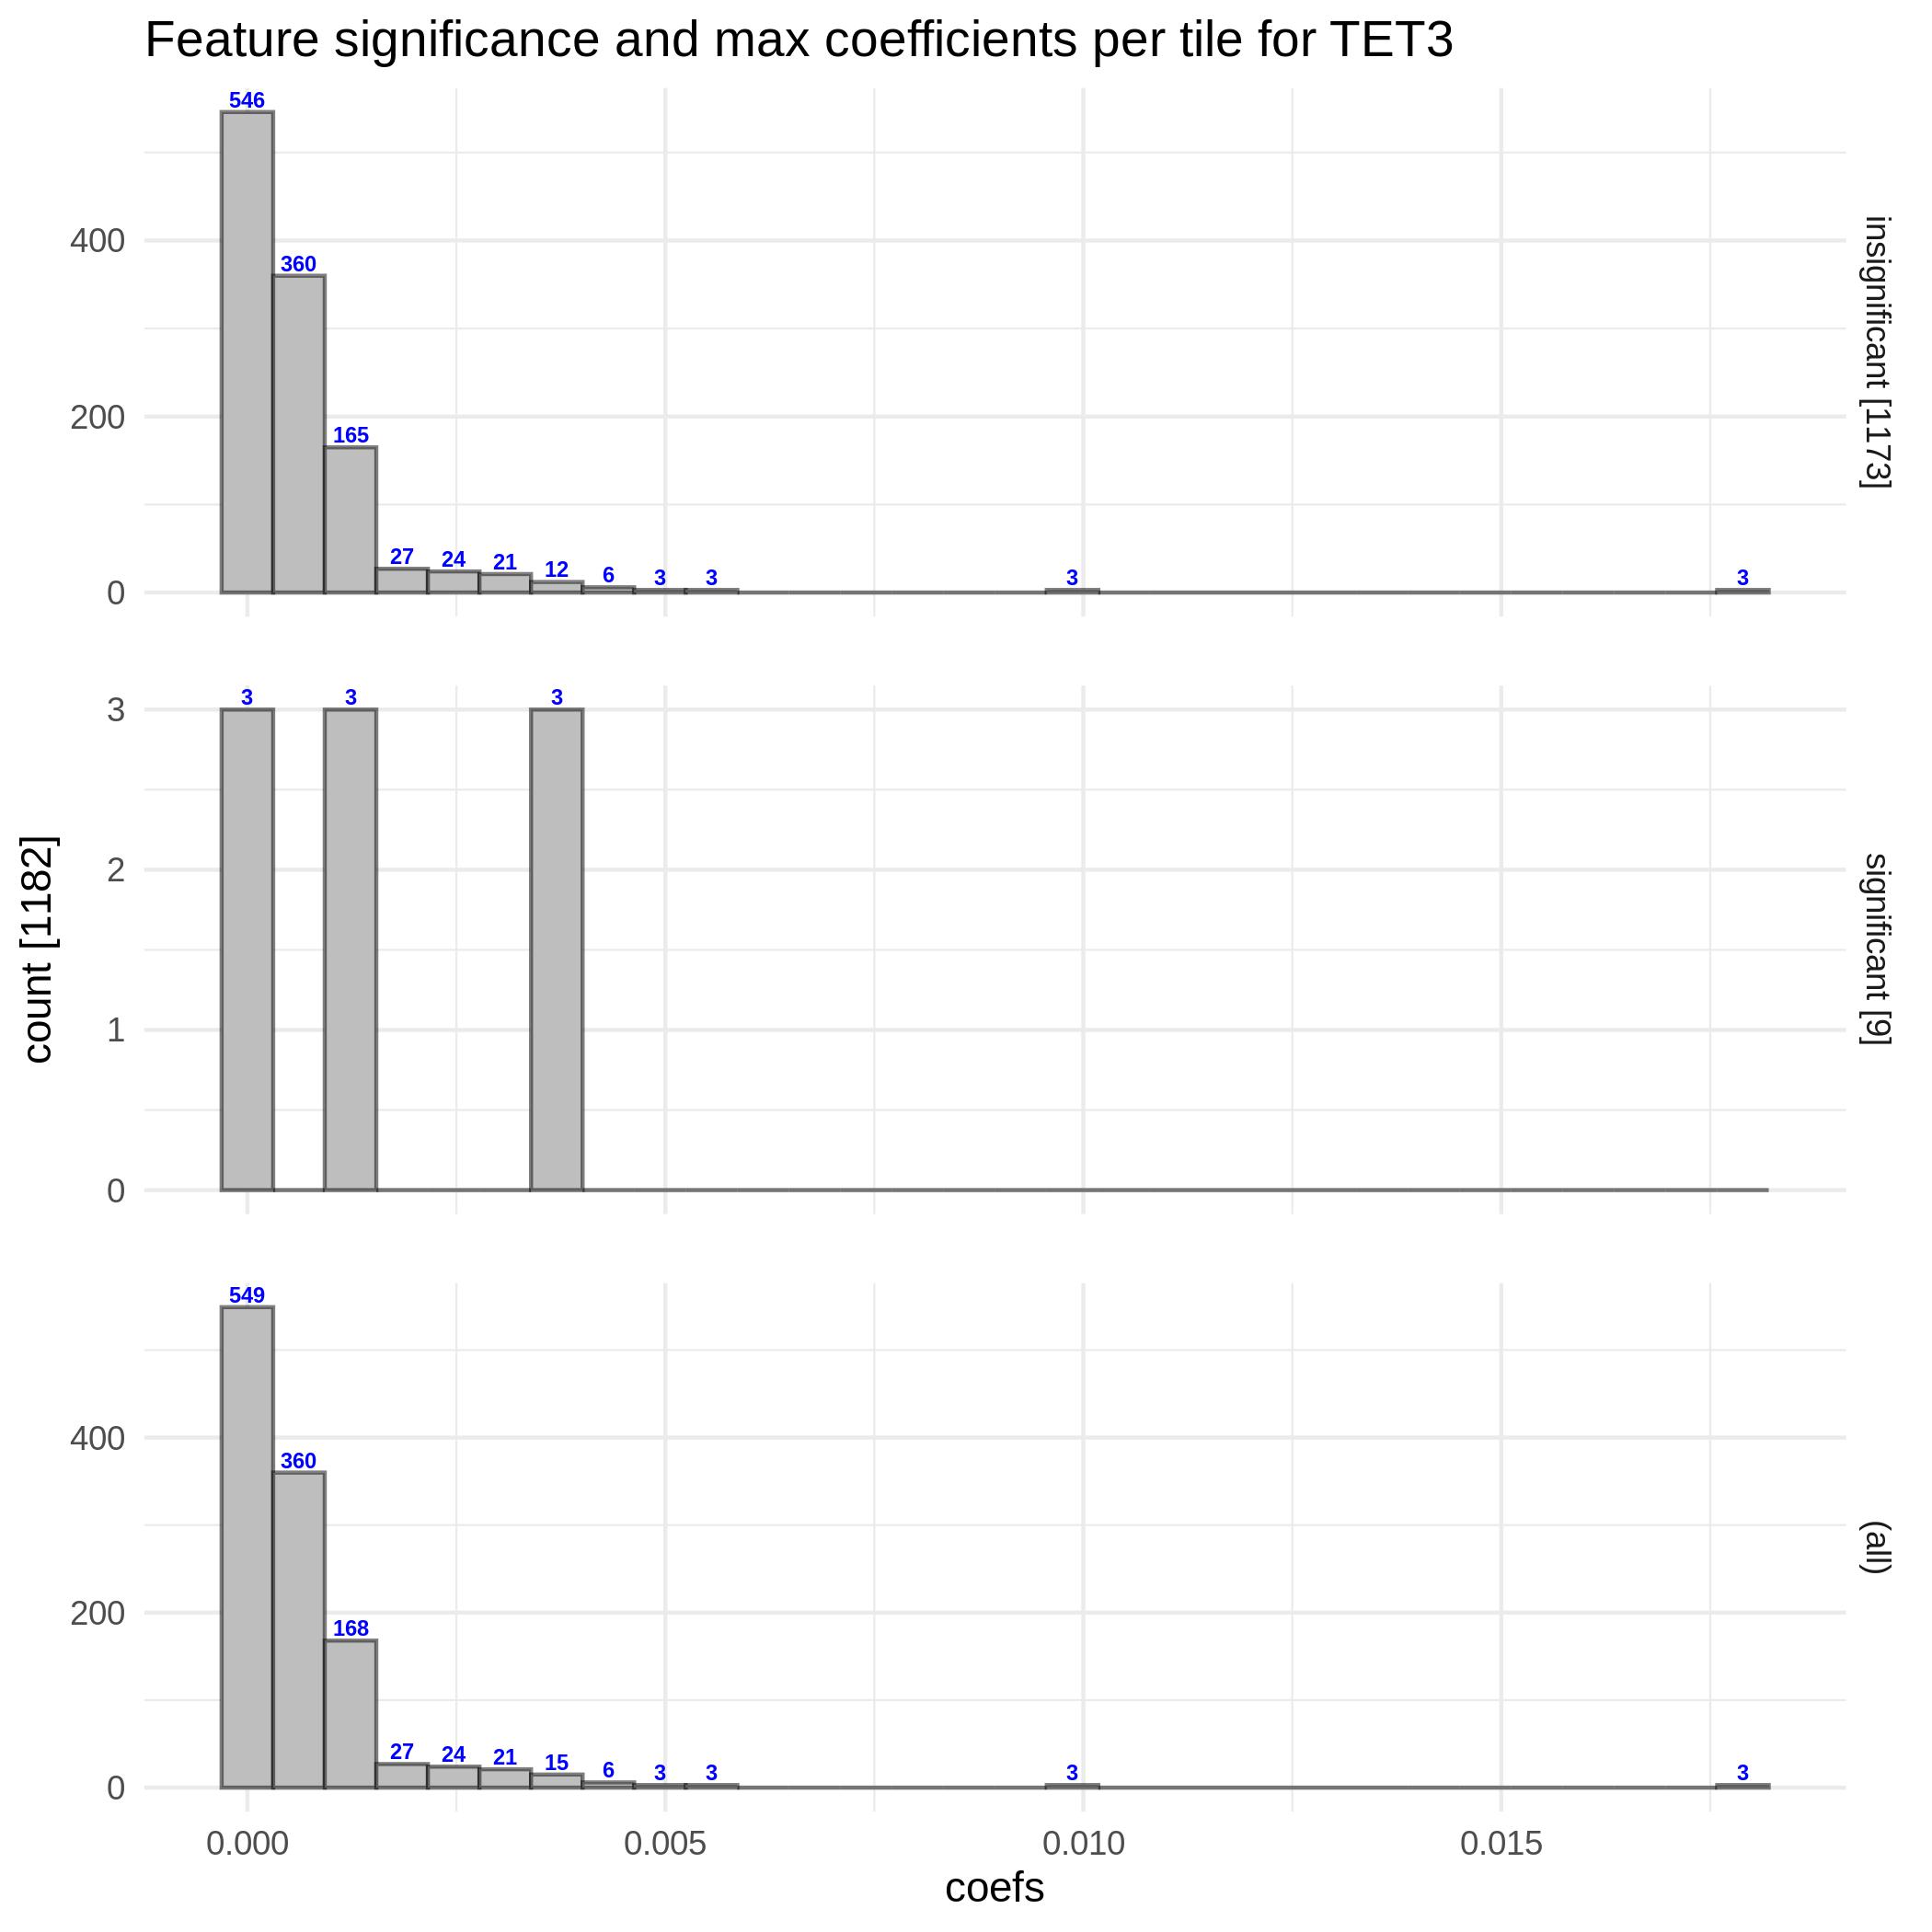 Feature significance and max coefficients per tile for TET3
546
360
165
27 24 21 12 6 3 3 3 3
400
200
0
insignificant [1173]
3 3 3
3
2
1
0
significant [9]
count [1182]
549
360
168
27 24 21 15 6 3 3 3 3
400
200
0
(all)
0.000 0.005 0.010 0.015
coefs